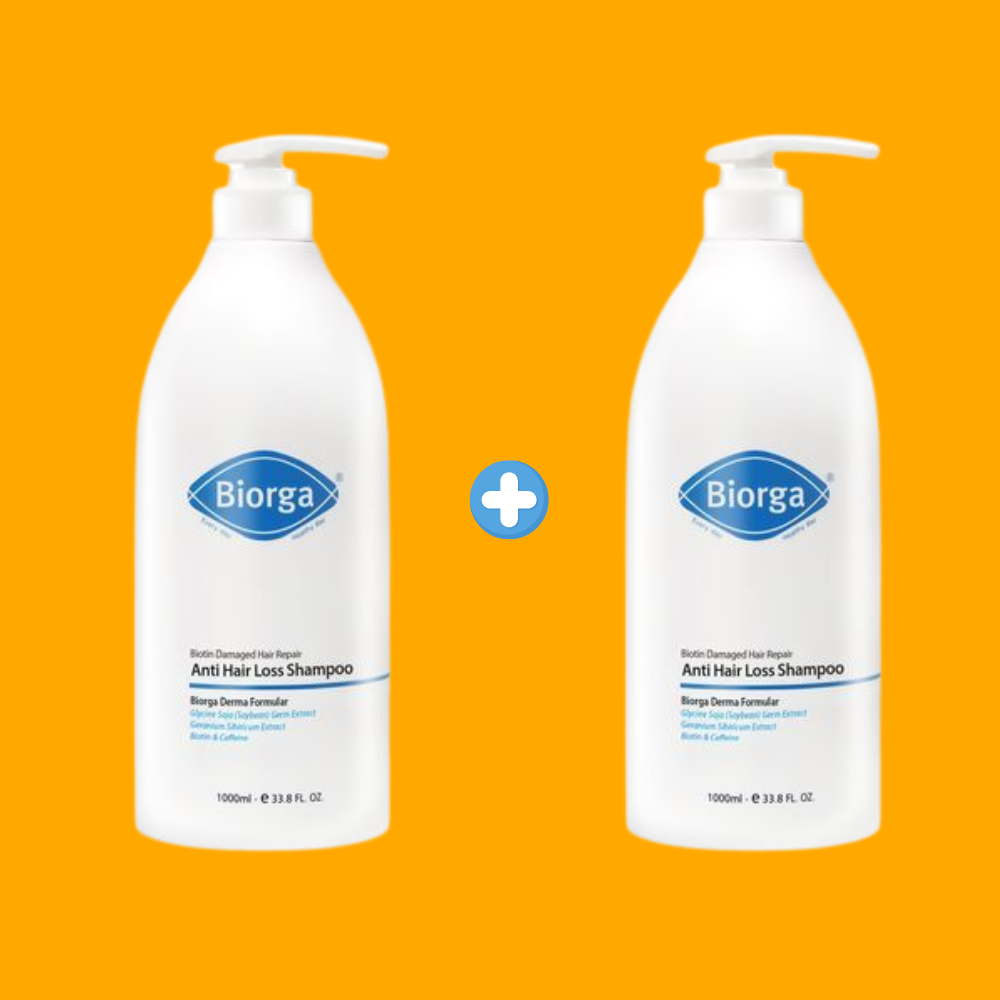 Biorga
®
Every day
Healthy Bio
Biotin Damaged Hair Repair
Anti Hair Loss Shampoo
Biorga Derma Formular
Glycine Soja (Soybean) Germ Extract
Geranium Sibiricum Extract
Biotin & Caffeine
1000ml - e 33.8 FL. OZ.
Biorga
®
Every day
Healthy Bio
Biotin Damaged Hair Repair
Anti Hair Loss Shampoo
Biorga Derma Formular
Glycine Soja (Soybean) Germ Extract
Geranium Sibiricum Extract
Biotin & Caffeine
1000ml - e 33.8 FL. OZ.